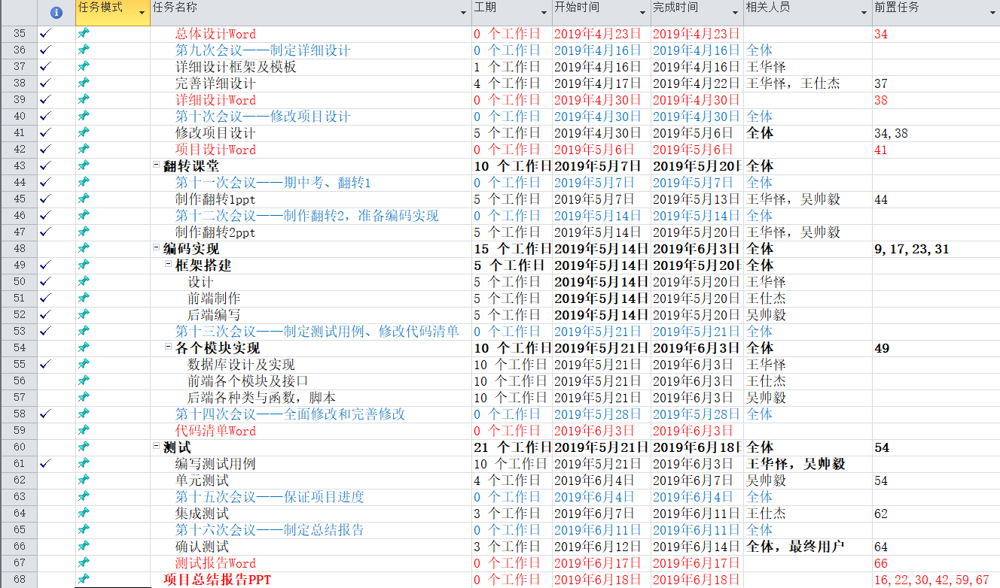 任务模式 任务名称 工期 开始时间 完成时间 相关人员 前置任务
35 总体设计Word 0 个工作日 2019年4月23日 2019年4月23日 34
36 第九次会议——制定详细设计 0 个工作日 2019年4月16日 2019年4月16日 全体
37 详细设计框架及模板 1 个工作日 2019年4月16日 2019年4月16日 王华怿
38 完善详细设计 4 个工作日 2019年4月17日 2019年4月22日 王华怿，王仕杰 37
39 详细设计Word 0 个工作日 2019年4月30日 2019年4月30日 38
40 第十次会议——修改项目设计 0 个工作日 2019年4月30日 2019年4月30日 全体
41 修改项目设计 5 个工作日 2019年4月30日 2019年5月6日 全体 34,38
42 项目设计Word 0 个工作日 2019年5月6日 2019年5月6日 41
43 翻转课堂 10 个工作日 2019年5月7日 2019年5月20日 全体
44 第十一次会议——期中考、翻转1 0 个工作日 2019年5月7日 2019年5月7日 全体
45 制作翻转1ppt 5 个工作日 2019年5月7日 2019年5月13日 王华怿，吴帅毅 44
46 第十二次会议——制作翻转2，准备编码实现 0 个工作日 2019年5月14日 2019年5月14日 全体
47 制作翻转2ppt 5 个工作日 2019年5月14日 2019年5月20日 王华怿，吴帅毅
48 编码实现 15 个工作日 2019年5月14日 2019年6月3日 全体 9,17,23,31
49 框架搭建 5 个工作日 2019年5月14日 2019年5月20日 全体
50 设计 5 个工作日 2019年5月14日 2019年5月20日 王华怿
51 前端制作 5 个工作日 2019年5月14日 2019年5月20日 王仕杰
52 后端编写 5 个工作日 2019年5月14日 2019年5月20日 吴帅毅
53 第十三次会议——制定测试用例、修改代码清单 0 个工作日 2019年5月21日 2019年5月21日 全体
54 各个模块实现 10 个工作日 2019年5月21日 2019年6月3日 全体 49
55 数据库设计及实现 10 个工作日 2019年5月21日 2019年6月3日 王华怿
56 前端各个模块及接口 10 个工作日 2019年5月21日 2019年6月3日 王仕杰
57 后端各种类与函数，脚本 10 个工作日 2019年5月21日 2019年6月3日 吴帅毅
58 第十四次会议——全面修改和完善修改 0 个工作日 2019年5月28日 2019年5月28日 全体
59 代码清单Word 0 个工作日 2019年6月3日 2019年6月3日
60 测试 21 个工作日 2019年5月21日 2019年6月18日 全体 54
61 编写测试用例 10 个工作日 2019年5月21日 2019年6月3日 王华怿，吴帅毅
62 单元测试 4 个工作日 2019年6月4日 2019年6月7日 吴帅毅 54
63 第十五次会议——保证项目进度 0 个工作日 2019年6月4日 2019年6月4日 全体
64 集成测试 3 个工作日 2019年6月7日 2019年6月11日 王仕杰 62
65 第十六次会议——制定总结报告 0 个工作日 2019年6月11日 2019年6月11日 全体
66 确认测试 3 个工作日 2019年6月12日 2019年6月14日 全体，最终用户 64
67 测试报告Word 0 个工作日 2019年6月17日 2019年6月17日 66
68 项目总结报告PPT 0 个工作日 2019年6月18日 2019年6月18日 16,22,30,42,59,67